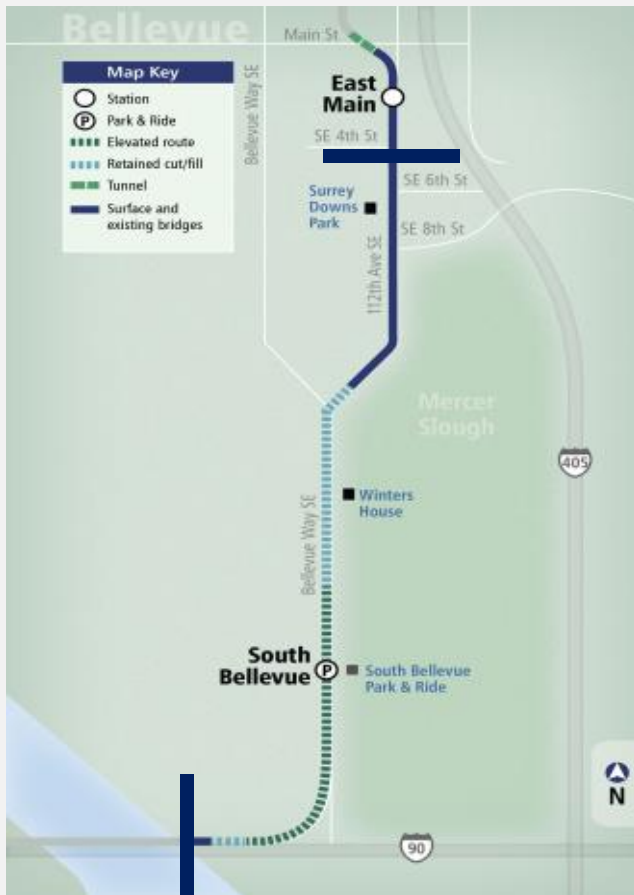 Bellevue
Main St
Map Key
Station
P Park & Ride
Elevated route
Retained cut/fill
Tunnel
Surface and
existing bridges
Bellevue Way SE
East
Main
SE 4th St
SE 6th St
Surrey
Downs
Park
SE 8th St
112th Ave SE
Mercer
Slough
405
Winters
House
Bellevue Way SE
South
Bellevue
P
South Bellevue
Park & Ride
N
90